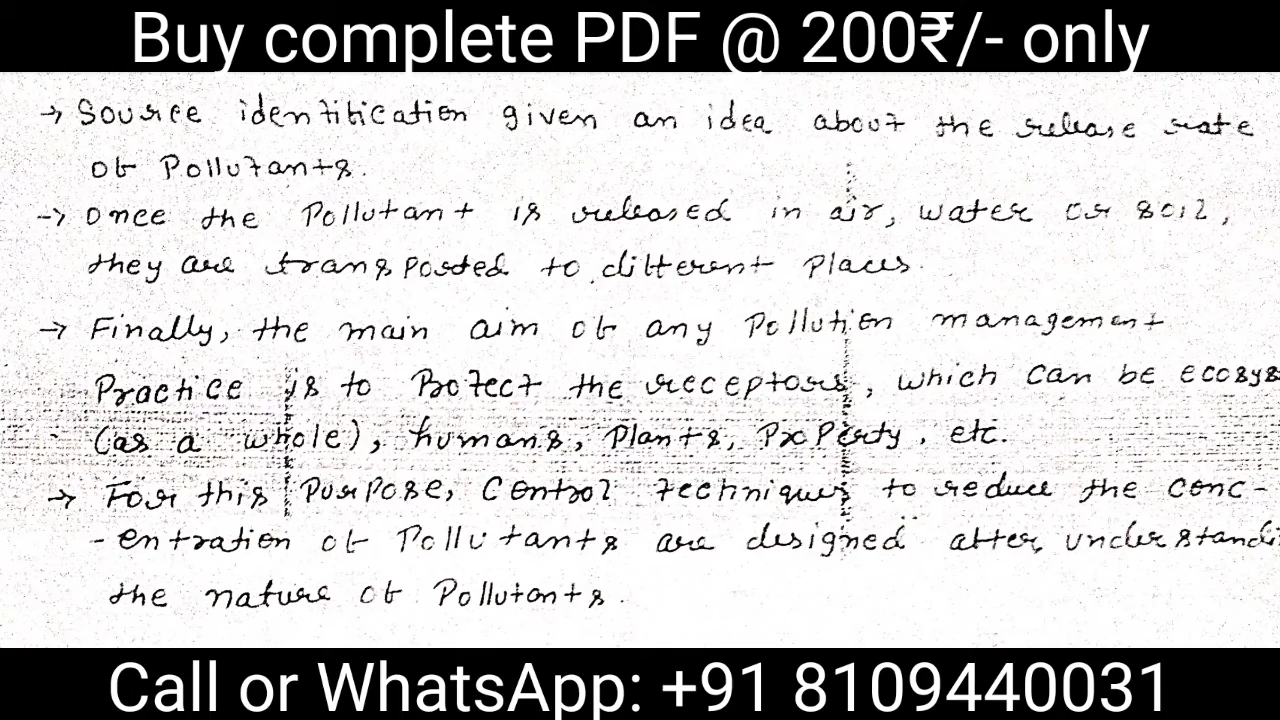 Buy complete PDF @ 200₹/- only
→ Source identification given an idea about the release rate
of Pollutants.
→ Once the Pollutant is released in air, water or soil,
they are transported to different Places.
→ Finally, the main aim of any Pollution management
Practice is to Protect the receptors, which can be ecosys
(as a whole), humans, Plants, Property, etc.
→ For this Purpose, Control techniques to reduce the conc-
-entration of Pollutants are designed after understandi
the nature of Pollutants.
Call or WhatsApp: +91 8109440031